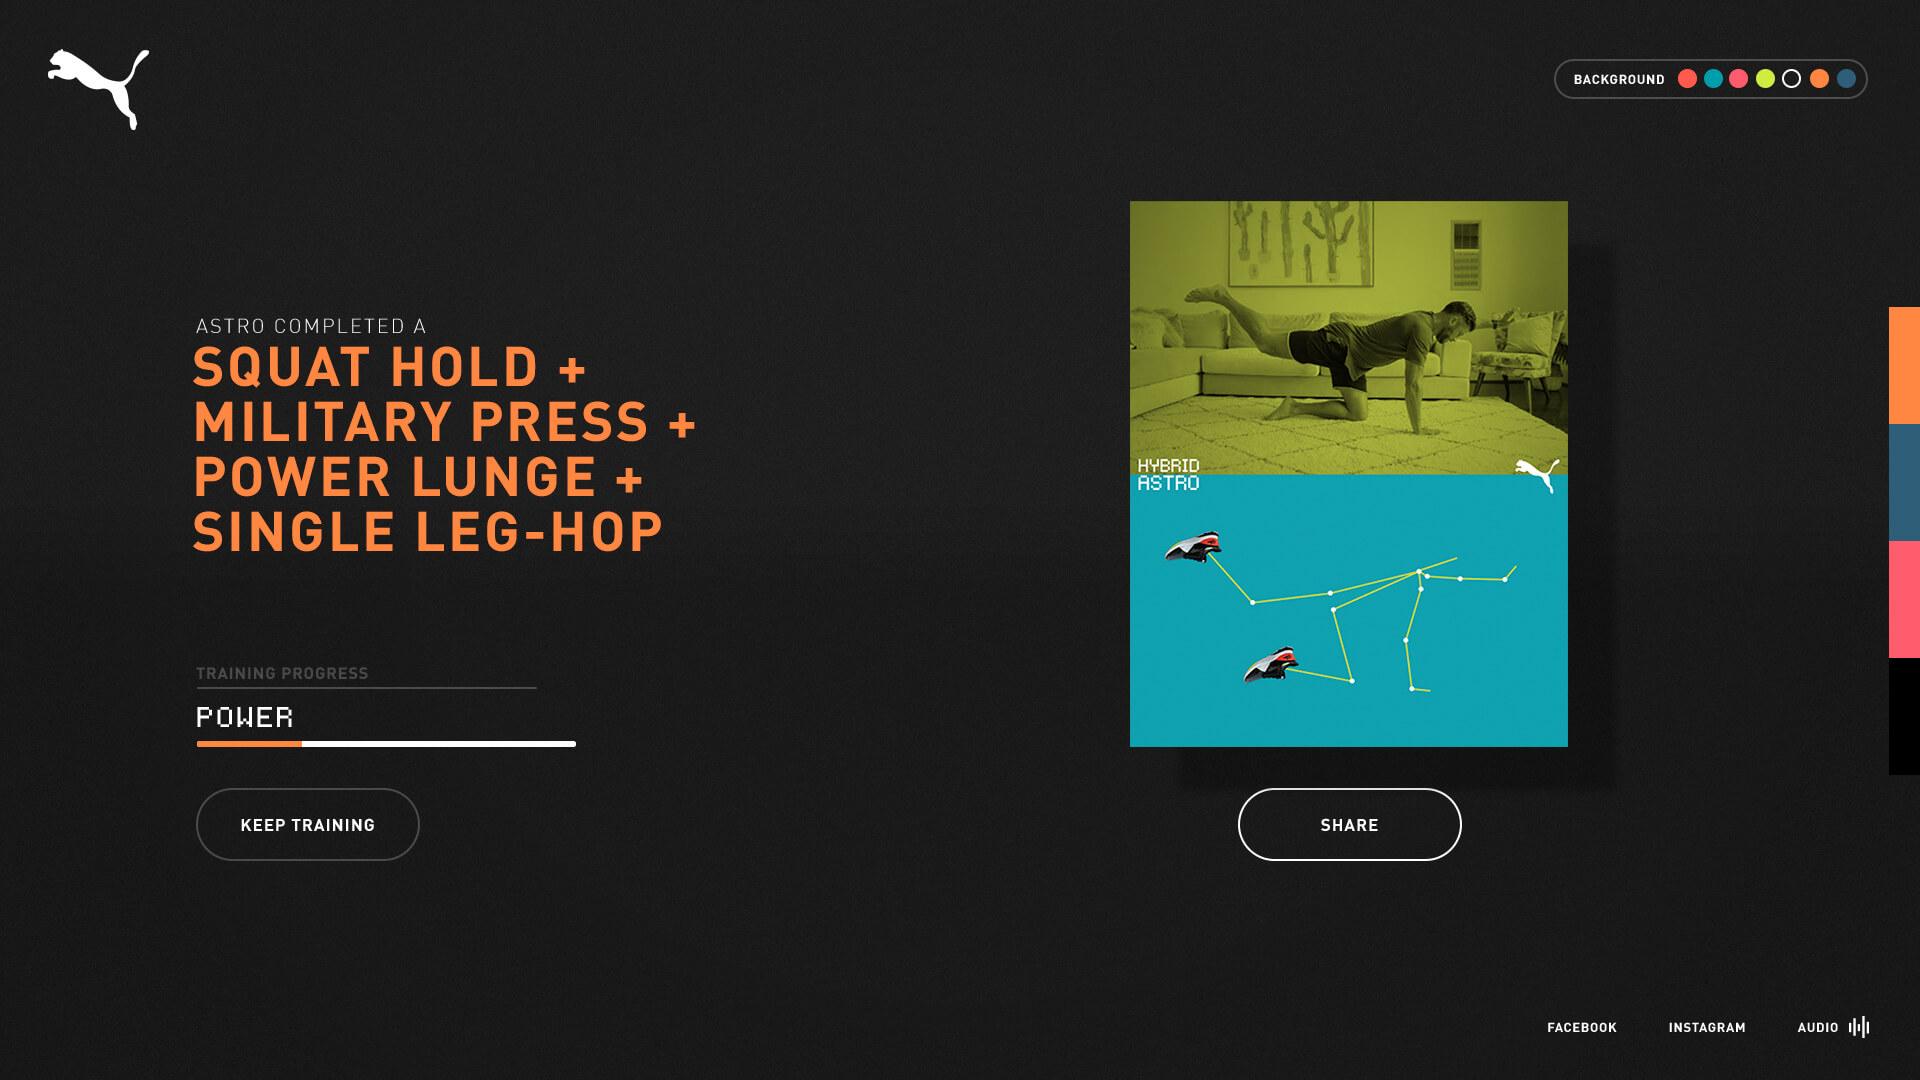 BACKGROUND
ASTRO COMPLETED A
SQUAT HOLD +
MILITARY PRESS +
POWER LUNGE +
SINGLE LEG-HOP
HYBRID
ASTRO
TRAINING PROGRESS
POWER
KEEP TRAINING
SHARE
FACEBOOK
INSTAGRAM
AUDIO